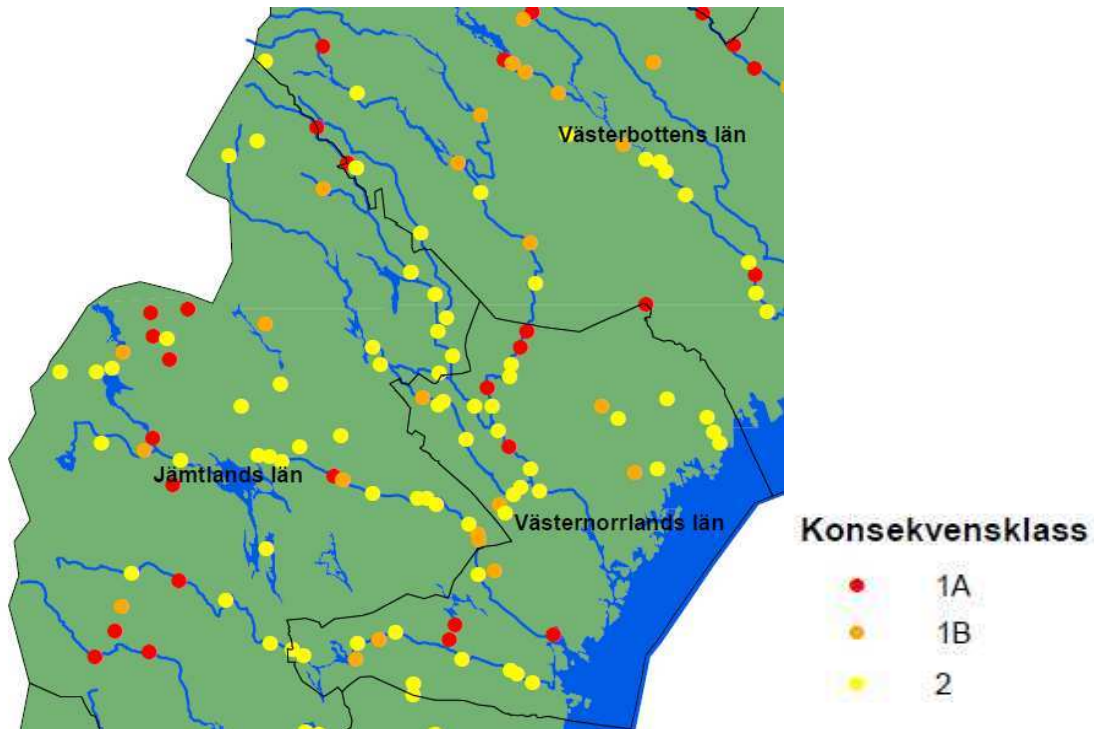 Västerbottens län
Jämtlands län
Västernorrlands län
Konsekvensklass
1A
1B
2